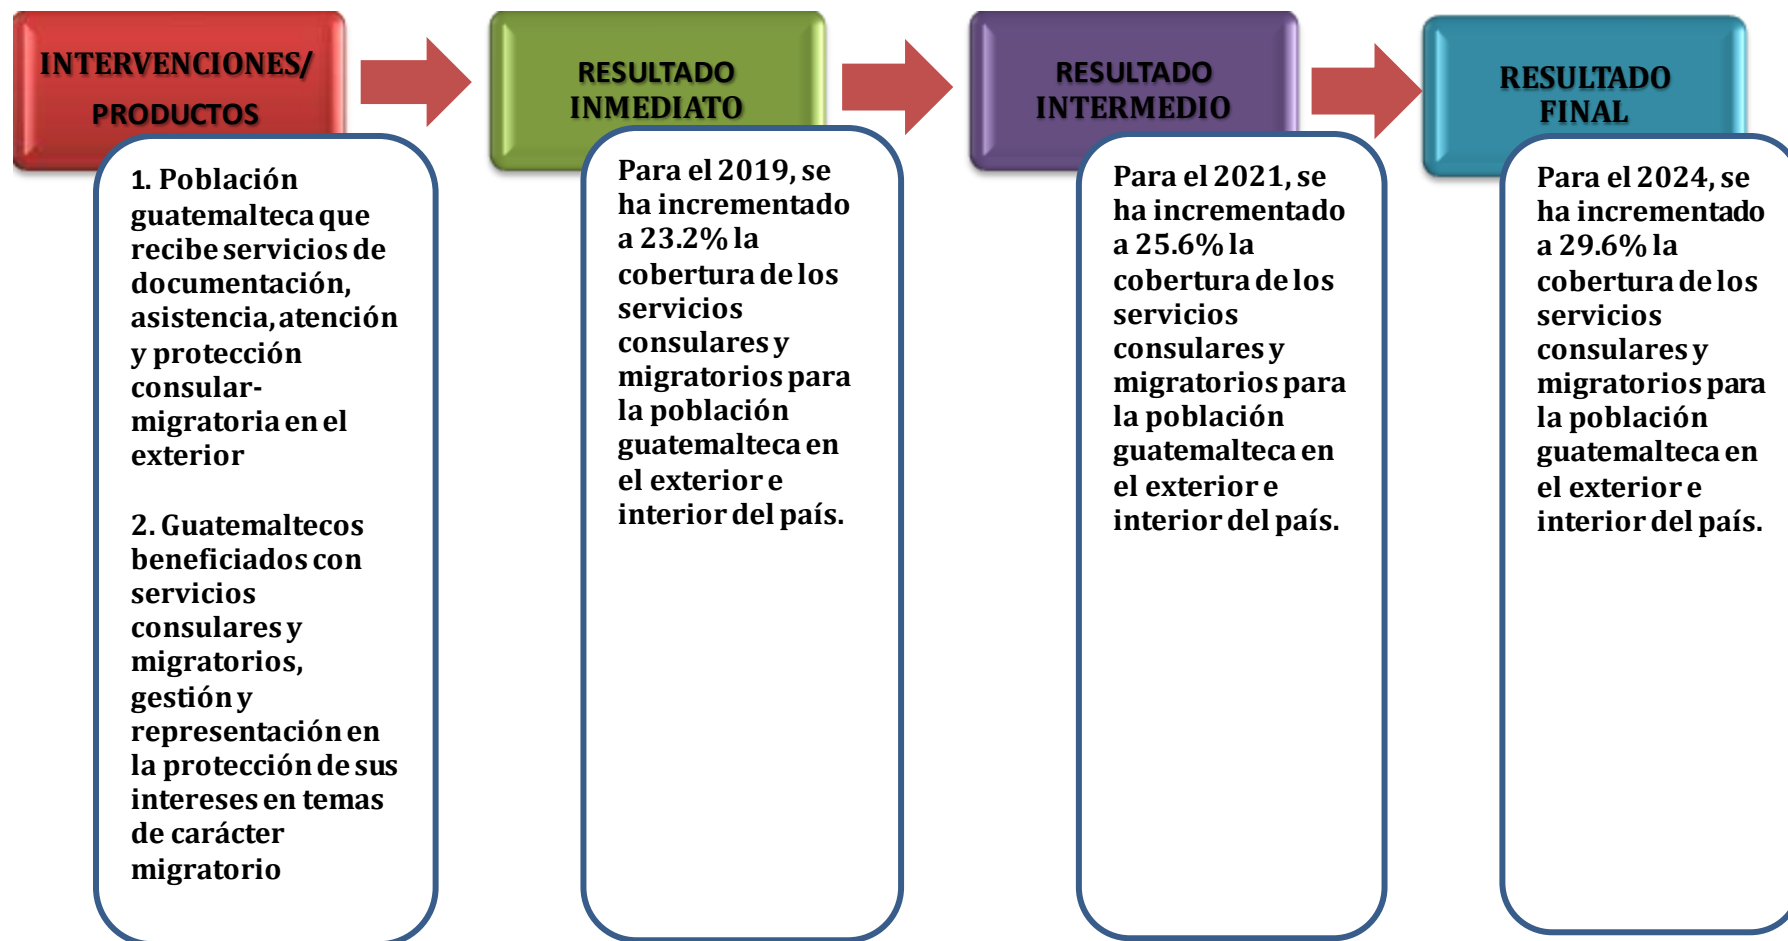 INTERVENCIONES/
PRODUCTOS
1. Población
guatemalteca que
recibe servicios de
documentación,
asistencia, atención
y protección
consular-
migratoria en el
exterior
2. Guatemaltecos
beneficiados con
servicios
consulares y
migratorios,
gestión y
representación en
la protección de sus
intereses en temas
de carácter
migratorio
RESULTADO
INMEDIATO
Para el 2019, se
ha incrementado
a 23.2% la
cobertura de los
servicios
consulares y
migratorios para
la población
guatemalteca en
el exterior e
interior del país.
RESULTADO
INTERMEDIO
Para el 2021, se
ha incrementado
a 25.6% la
cobertura de los
servicios
consulares y
migratorios para
la población
guatemalteca en
el exterior e
interior del país.
RESULTADO
FINAL
Para el 2024, se
ha incrementado
a 29.6% la
cobertura de los
servicios
consulares y
migratorios para
la población
guatemalteca en
el exterior e
interior del país.